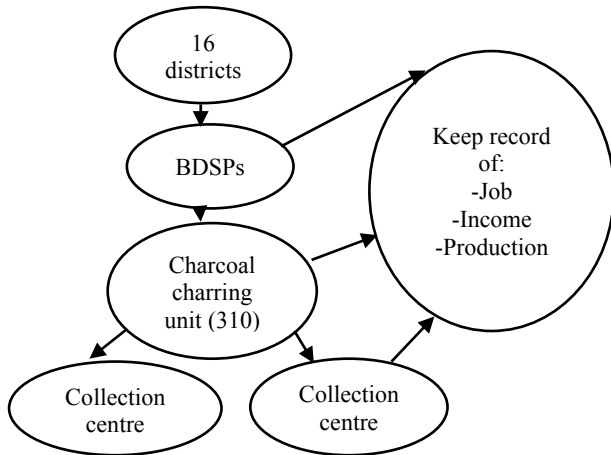 16
districts
BDSPs
Keep record
of:
-Job
-Income
-Production
Charcoal
charring
unit (310)
Collection
centre
Collection
centre